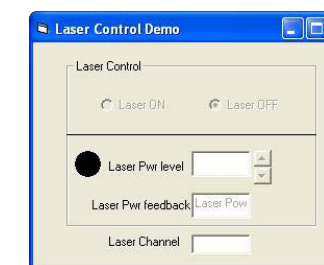 Laser Control Demo
Laser Control
Laser ON Laser OFF
Laser Pwr level
Laser Pwr feedback Laser Pow
Laser Channel